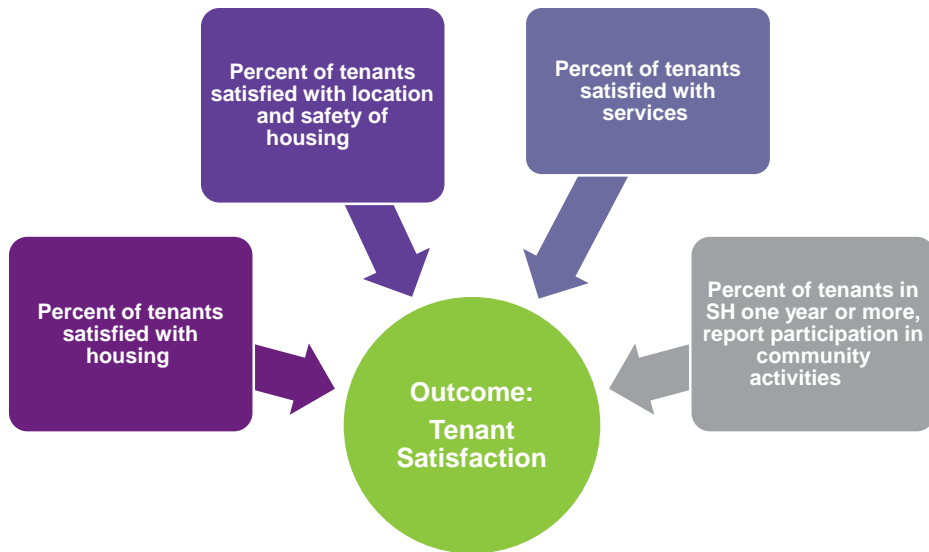 Percent of tenants
satisfied with location
and safety of
housing
Percent of tenants
satisfied with
services
Percent of tenants
satisfied with
housing
Percent of tenants in
SH one year or more,
report participation in
community
activities
Outcome:
Tenant
Satisfaction